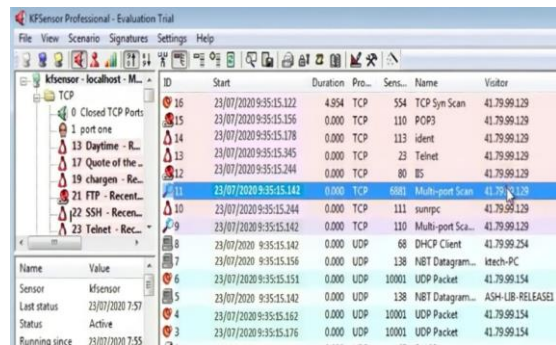 KFSensor Professional - Evaluation Trial
File View Scenario Signatures Settings Help
kfsensor - localhost - M...
TCP
0 Closed TCP Ports
1 port one
13 Daytime - R...
17 Quote of the ...
19 chargen - Re...
21 FTP - Recent...
22 SSH - Recen...
23 Telnet - Rec...
Name Value
Sensor kfsensor
Last status 23/07/2020 7:57
Status Active
Running since 23/07/2020 7:55
ID Start Duration Pro... Sens... Name Visitor
16 23/07/2020 9:35:15.122 4.954 TCP 554 TCP Syn Scan 41.79.99.129
15 23/07/2020 9:35:15.156 0.000 TCP 110 POP3 41.79.99.129
14 23/07/2020 9:35:15.178 0.000 TCP 113 ident 41.79.99.129
13 23/07/2020 9:35:15.345 0.000 TCP 23 Telnet 41.79.99.129
12 23/07/2020 9:35:15.244 0.000 TCP 80 IIS 41.79.99.129
11 23/07/2020 9:35:15.142 0.000 TCP 6881 Multi-port Scan 41.79.99.129
10 23/07/2020 9:35:15.244 0.000 TCP 111 sunrpc 41.79.99.129
9 23/07/2020 9:35:15.142 0.000 TCP 110 Multi-port Sca... 41.79.99.129
8 23/07/2020 9:35:15.142 0.000 UDP 68 DHCP Client 41.79.99.254
7 23/07/2020 9:35:15.156 0.000 UDP 138 NBT Datagram... ktech-PC
6 23/07/2020 9:35:15.151 0.000 UDP 10001 UDP Packet 41.79.99.154
5 23/07/2020 9:35:15.142 0.000 UDP 138 NBT Datagram... ASH-LIB-RELEASE1
4 23/07/2020 9:35:15.162 0.000 UDP 10001 UDP Packet 41.79.99.154
3 23/07/2020 9:35:15.176 0.000 UDP 10001 UDP Packet 41.79.99.154